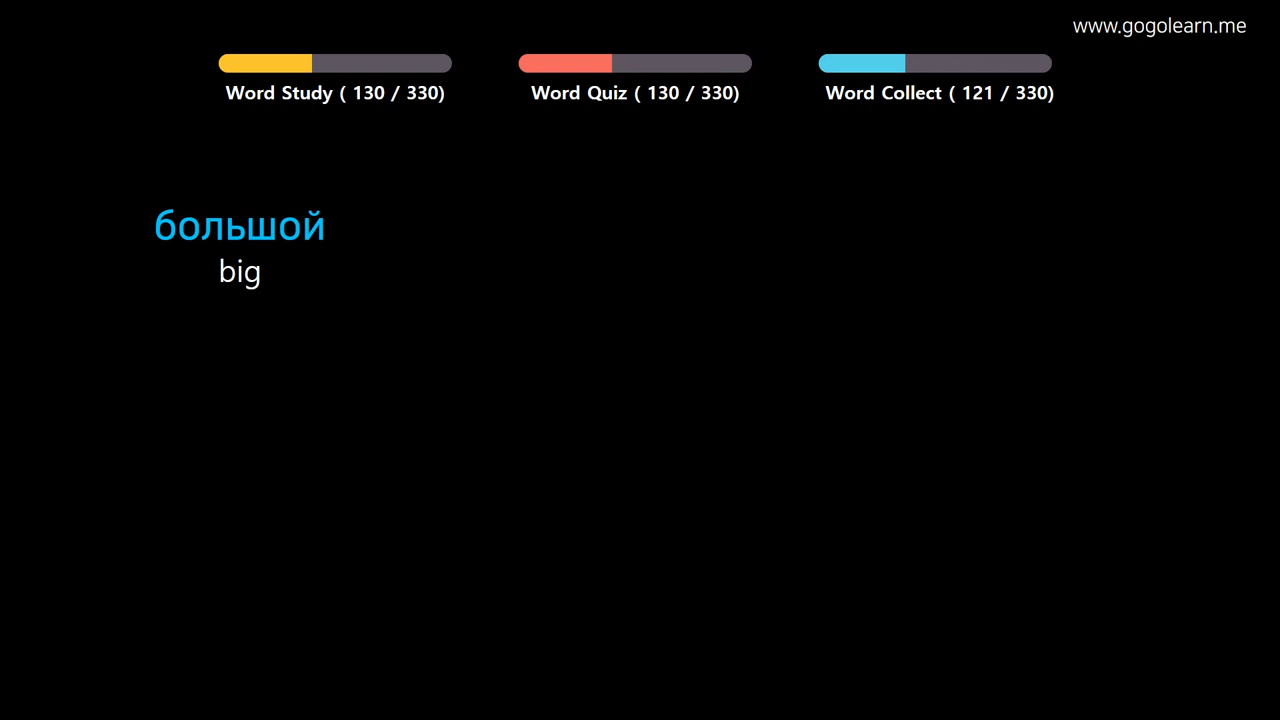 www.gogolearn.me
Word Study ( 130 / 330)
Word Quiz ( 130 / 330)
Word Collect ( 121 / 330)
большой
big